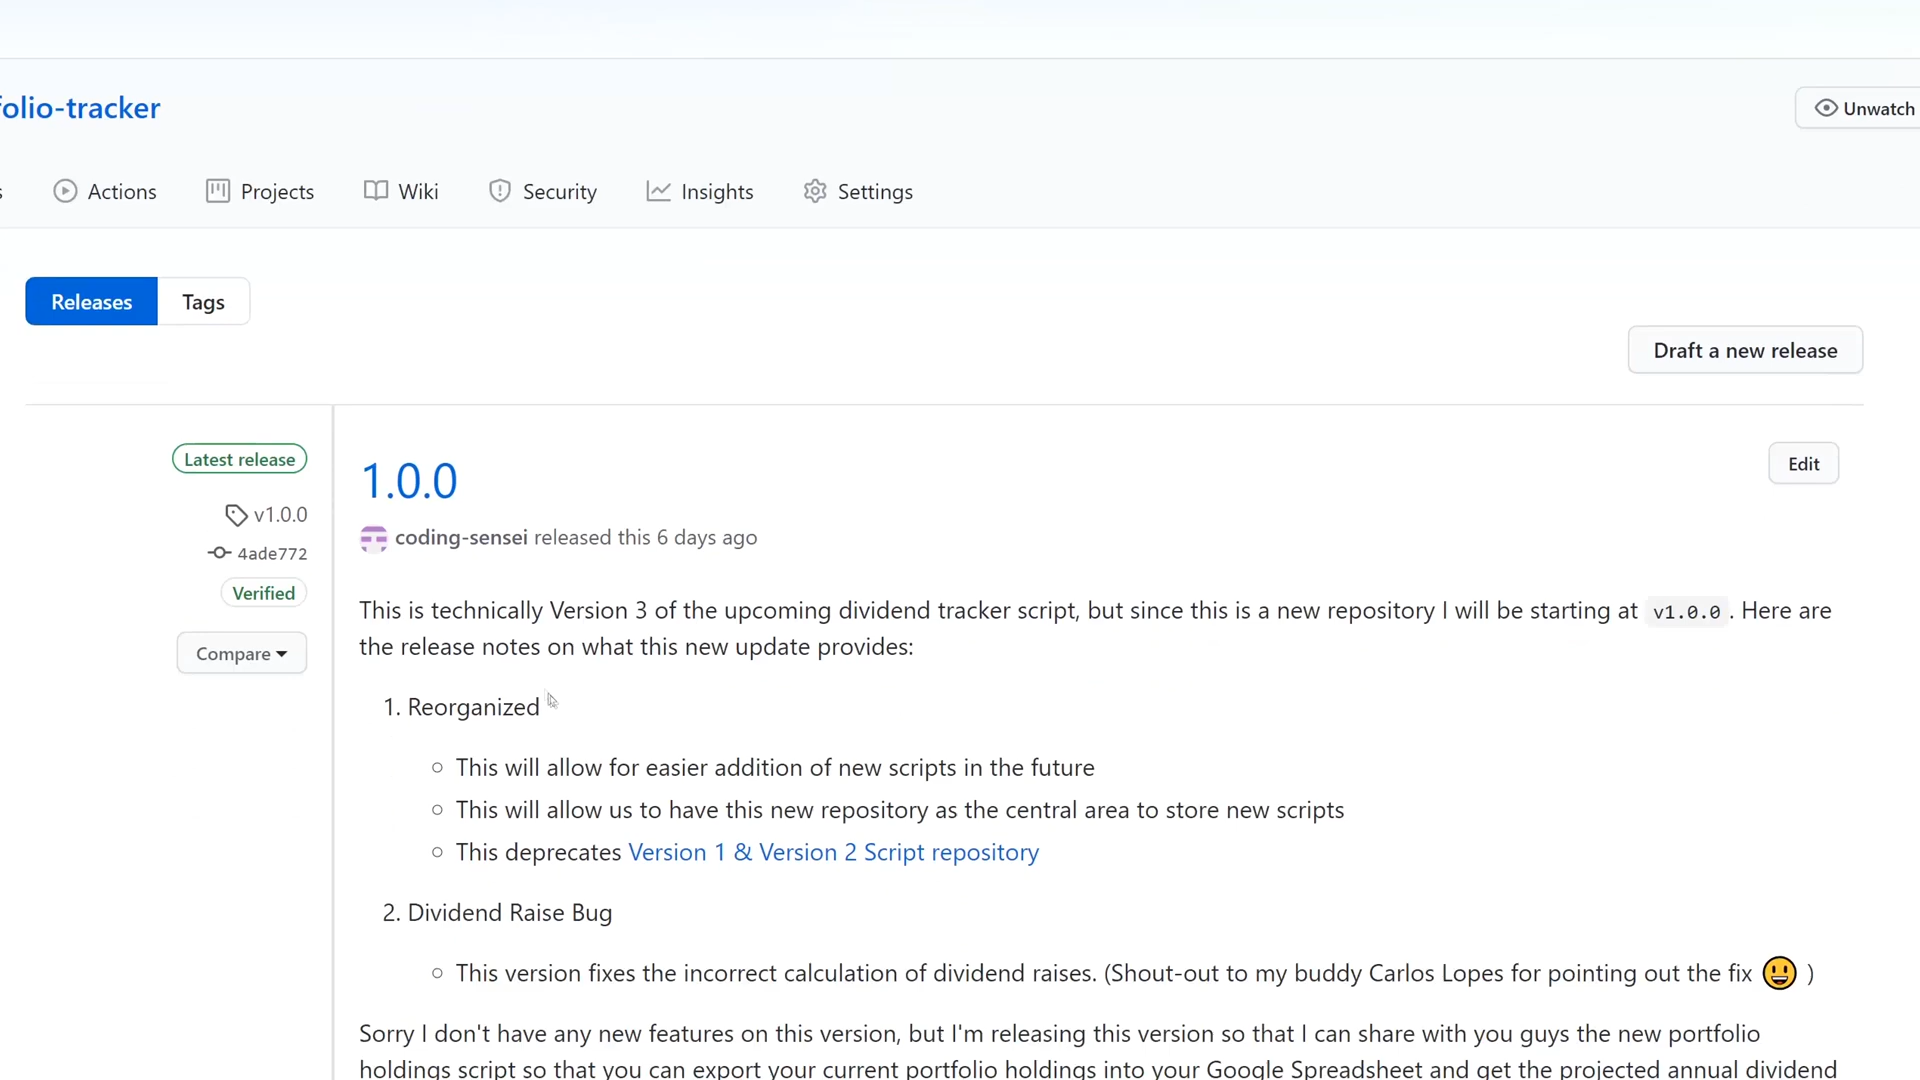 folio-tracker
Unwatch
Actions
Projects
Wiki
Security
Insights
Settings
Releases
Tags
Draft a new release
Latest release
v1.0.0
4ade772
Verified
Compare
1.0.0
Edit
coding-sensei released this 6 days ago
This is technically Version 3 of the upcoming dividend tracker script, but since this is a new repository I will be starting at v1.0.0 . Here are
the release notes on what this new update provides:
1. Reorganized
This will allow for easier addition of new scripts in the future
This will allow us to have this new repository as the central area to store new scripts
This deprecates Version 1 & Version 2 Script repository
2. Dividend Raise Bug
This version fixes the incorrect calculation of dividend raises. (Shout-out to my buddy Carlos Lopes for pointing out the fix 😃 )
Sorry I don't have any new features on this version, but I'm releasing this version so that I can share with you guys the new portfolio
holdings script so that you can export your current portfolio holdings into your Google Spreadsheet and get the projected annual dividend